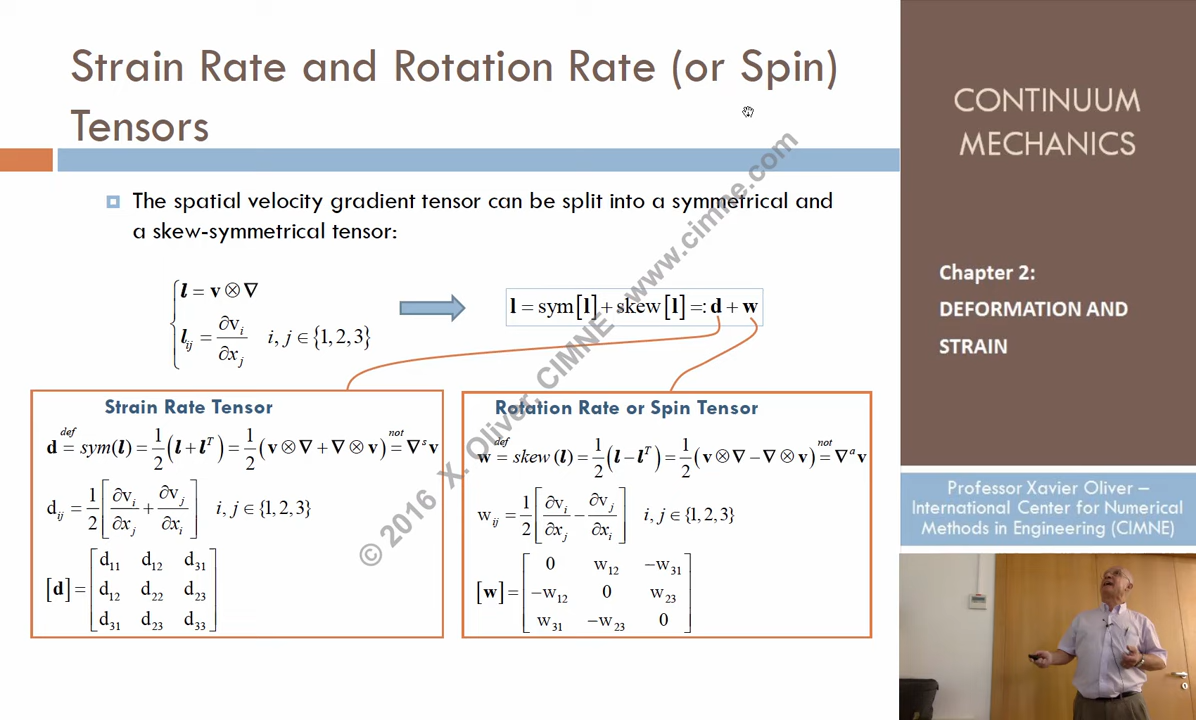 Strain Rate and Rotation Rate (or Spin)
Tensors
The spatial velocity gradient tensor can be split into a symmetrical and
a skew-symmetrical tensor:
l = v ⊗ ∇
l_ij = ∂v_i / ∂x_j   i, j ∈ {1, 2, 3}
l = sym[l] + skew[l] =: d + w
Strain Rate Tensor
d =^def sym(l) = 1/2 (l + l^T) = 1/2 (v ⊗ ∇ + ∇ ⊗ v) =^not ∇^s v
d_ij = 1/2 [∂v_i/∂x_j + ∂v_j/∂x_i]   i, j ∈ {1, 2, 3}
[d] = [
d_11 d_12 d_31
d_12 d_22 d_23
d_31 d_23 d_33
]
Rotation Rate or Spin Tensor
w =^def skew(l) = 1/2 (l − l^T) = 1/2 (v ⊗ ∇ − ∇ ⊗ v) =^not ∇^a v
w_ij = 1/2 [∂v_i/∂x_j − ∂v_j/∂x_i]   i, j ∈ {1, 2, 3}
[w] = [
0 w_12 −w_31
−w_12 0 w_23
w_31 −w_23 0
]
© 2016 X. Oliver, CIMNE - www.cimne.com
CONTINUUM
MECHANICS
Chapter 2:
DEFORMATION AND
STRAIN
Professor Xavier Oliver –
International Center for Numerical
Methods in Engineering (CIMNE)